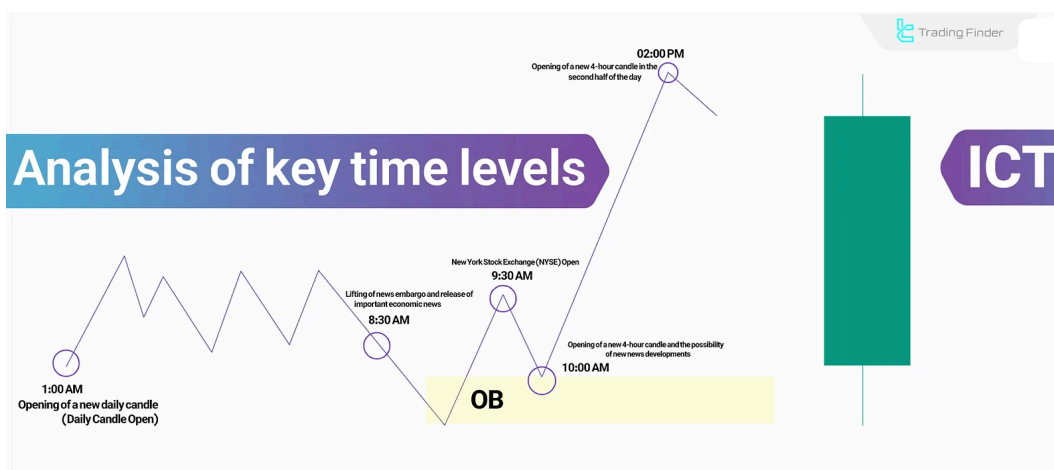 Trading Finder
02:00 PM
Opening of a new 4-hour candle in the
second half of the day
Analysis of key time levels
ICT
New York Stock Exchange (NYSE) Open
9:30 AM
Lifting of news embargo and release of
important economic news
8:30 AM
Opening of a new 4-hour candle and the possibility
of new news developments
10:00 AM
1:00 AM
Opening of a new daily candle
(Daily Candle Open)
OB